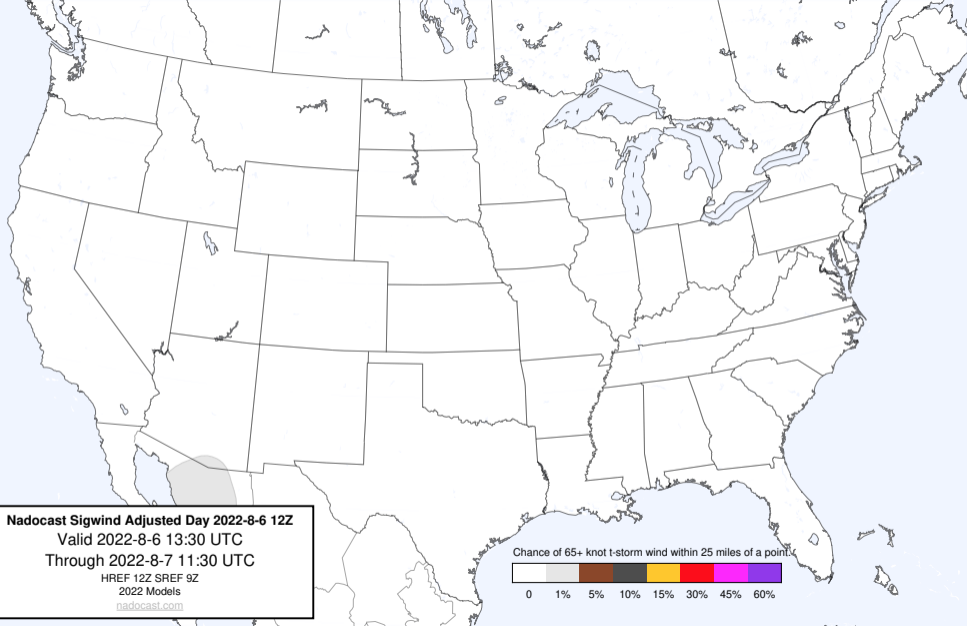 Nadocast Sigwind Adjusted Day 2022-8-6 12Z
Valid 2022-8-6 13:30 UTC
Through 2022-8-7 11:30 UTC
HREF 12Z SREF 9Z
2022 Models
nadocast.com
Chance of 65+ knot t-storm wind within 25 miles of a point.
0 1% 5% 10% 15% 30% 45% 60%